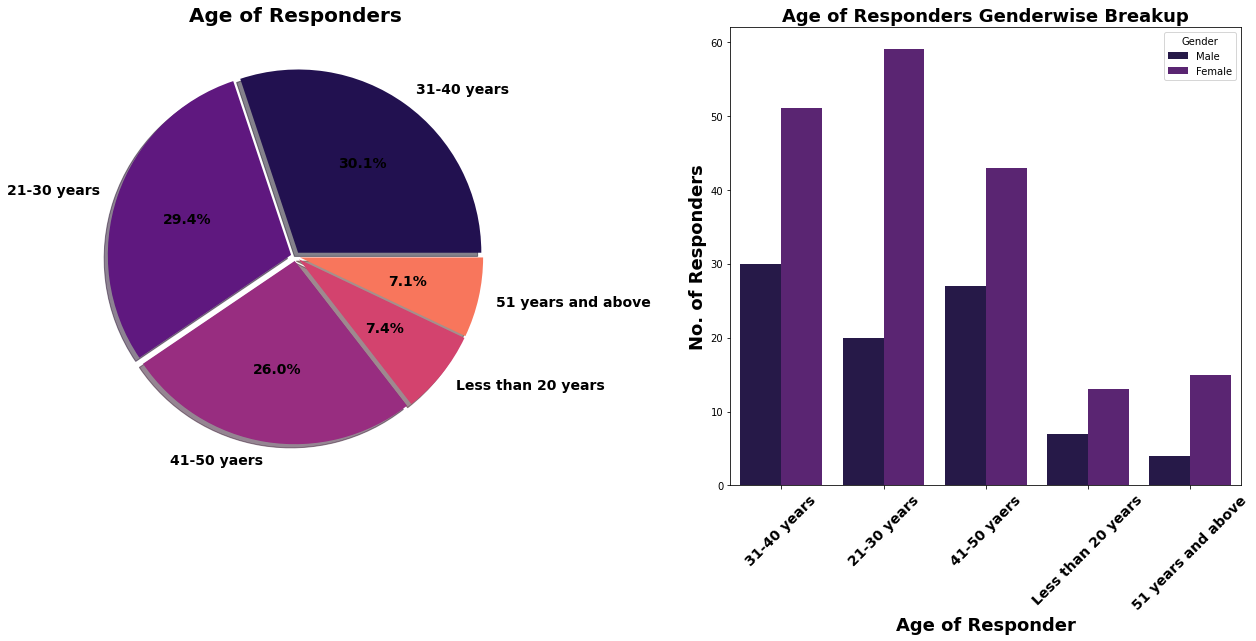 Age of Responders
31-40 years
30.1%
21-30 years
29.4%
7.1%
51 years and above
7.4%
26.0%
Less than 20 years
41-50 yaers
Age of Responders Genderwise Breakup
Gender
Male
Female
No. of Responders
60
50
40
30
20
10
0
31-40 years
21-30 years
41-50 yaers
Less than 20 years
51 years and above
Age of Responder